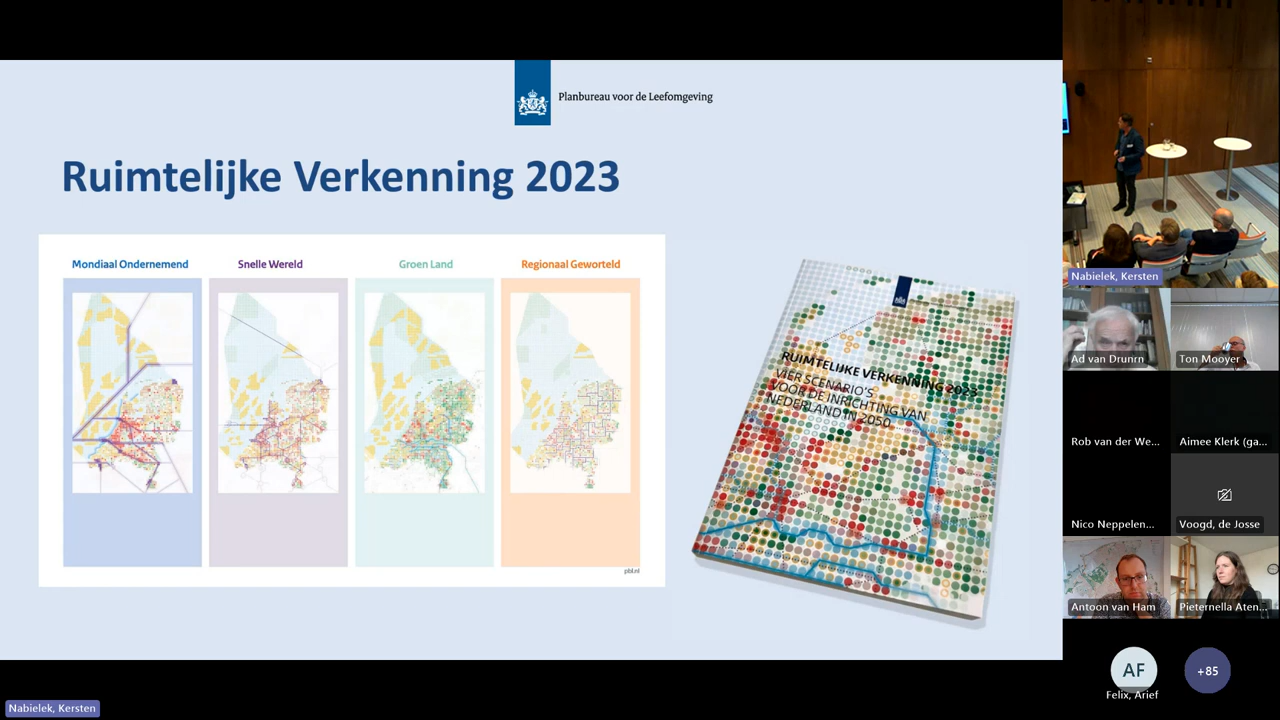 Planbureau voor de Leefomgeving
Ruimtelijke Verkenning 2023
Mondiaal Ondernemend
Snelle Wereld
Groen Land
Regionaal Geworteld
pbl.nl
RUIMTELIJKE VERKENNING 2023
VIER SCENARIO'S
VOOR DE INRICHTING VAN
NEDERLAND IN 2050
Nabielek, Kersten
Ad van Drunrn
Ton Mooyer
Rob van der We...
Aimee Klerk (ga...
Nico Neppelen...
Voogd, de Josse
Antoon van Ham
Pieternella Aten...
AF
Felix, Arief
+85
Nabielek, Kersten